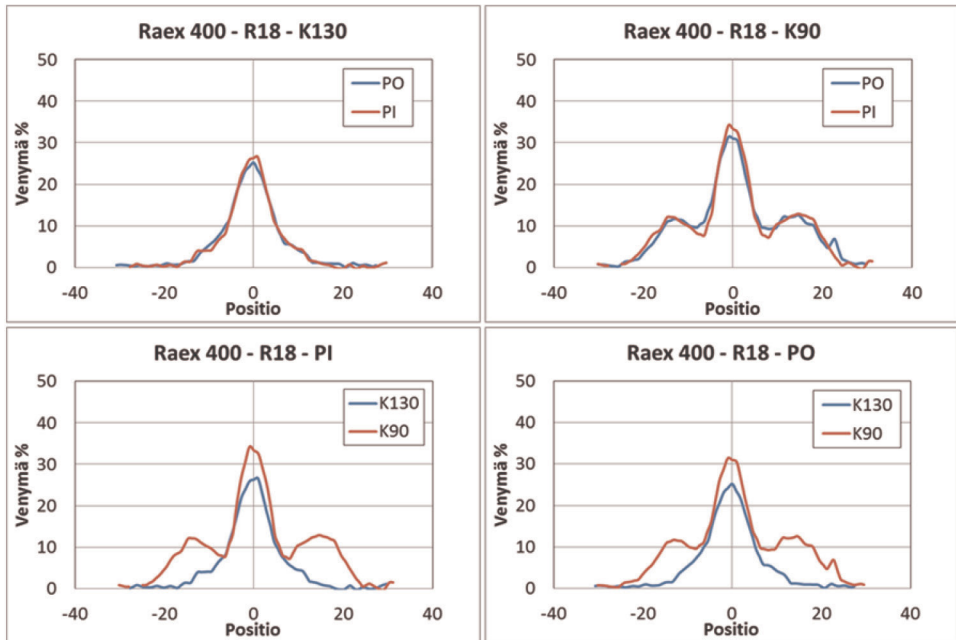 Raex 400 - R18 - K130
50
40
30
20
10
0
-40 -20 0 20 40
Venymä %
Positio
PO
PI
Raex 400 - R18 - K90
50
40
30
20
10
0
-40 -20 0 20 40
Venymä %
Positio
PO
PI
Raex 400 - R18 - PI
50
40
30
20
10
0
-40 -20 0 20 40
Venymä %
Positio
K130
K90
Raex 400 - R18 - PO
50
40
30
20
10
0
-40 -20 0 20 40
Venymä %
Positio
K130
K90